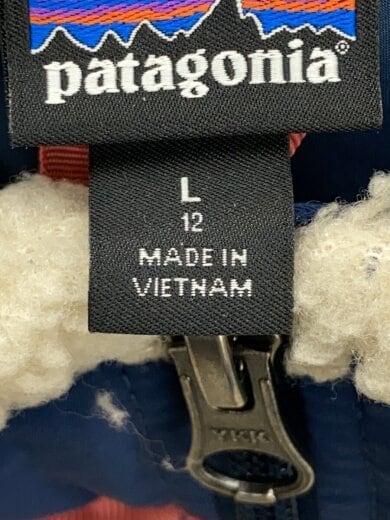 patagonia®
L
12
MADE IN
VIETNAM
YKK